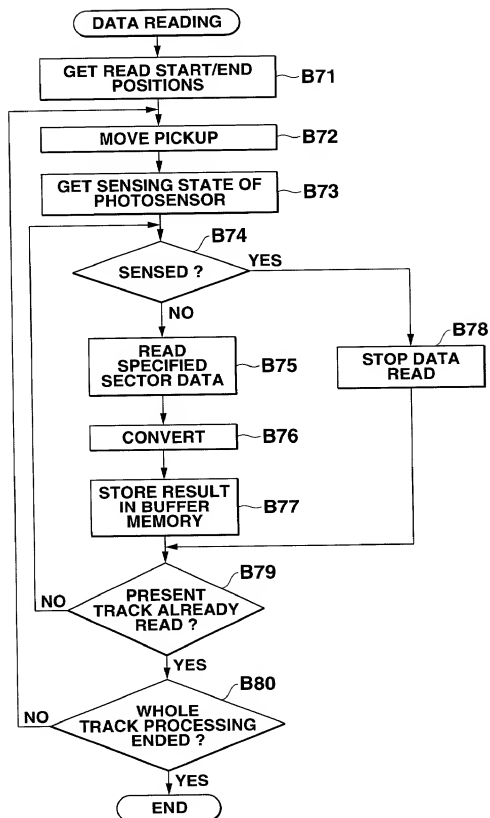 DATA READING
GET READ START/END
POSITIONS
B71
MOVE PICKUP
B72
GET SENSING STATE OF
PHOTOSENSOR
B73
B74
SENSED ?
YES
NO
B78
READ
SPECIFIED
SECTOR DATA
B75
STOP DATA
READ
CONVERT
B76
STORE RESULT
IN BUFFER
MEMORY
B77
B79
PRESENT
TRACK ALREADY
READ ?
NO
YES
B80
WHOLE
TRACK PROCESSING
ENDED ?
NO
YES
END